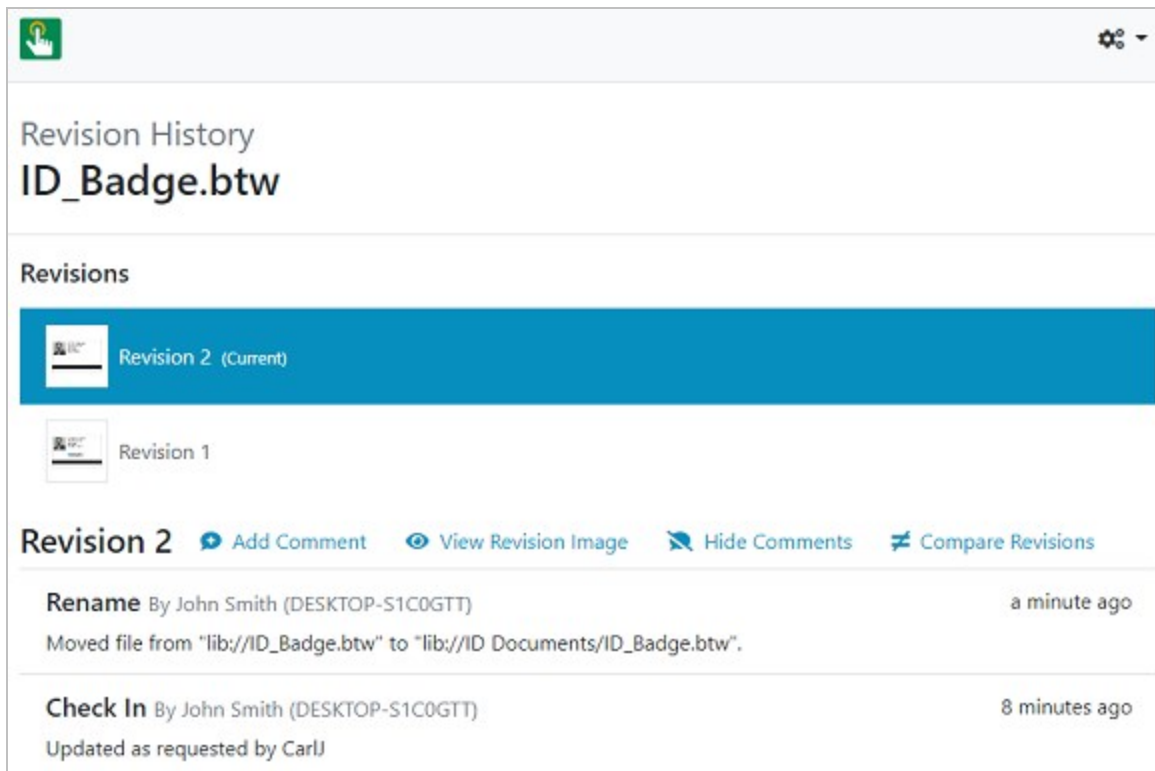 Revision History
ID_Badge.btw
Revisions
Revision 2 (Current)
Revision 1
Revision 2 Add Comment View Revision Image Hide Comments Compare Revisions
Rename By John Smith (DESKTOP-S1C0GTT) a minute ago
Moved file from "lib://ID_Badge.btw" to "lib://ID Documents/ID_Badge.btw".
Check In By John Smith (DESKTOP-S1C0GTT) 8 minutes ago
Updated as requested by CarlJ